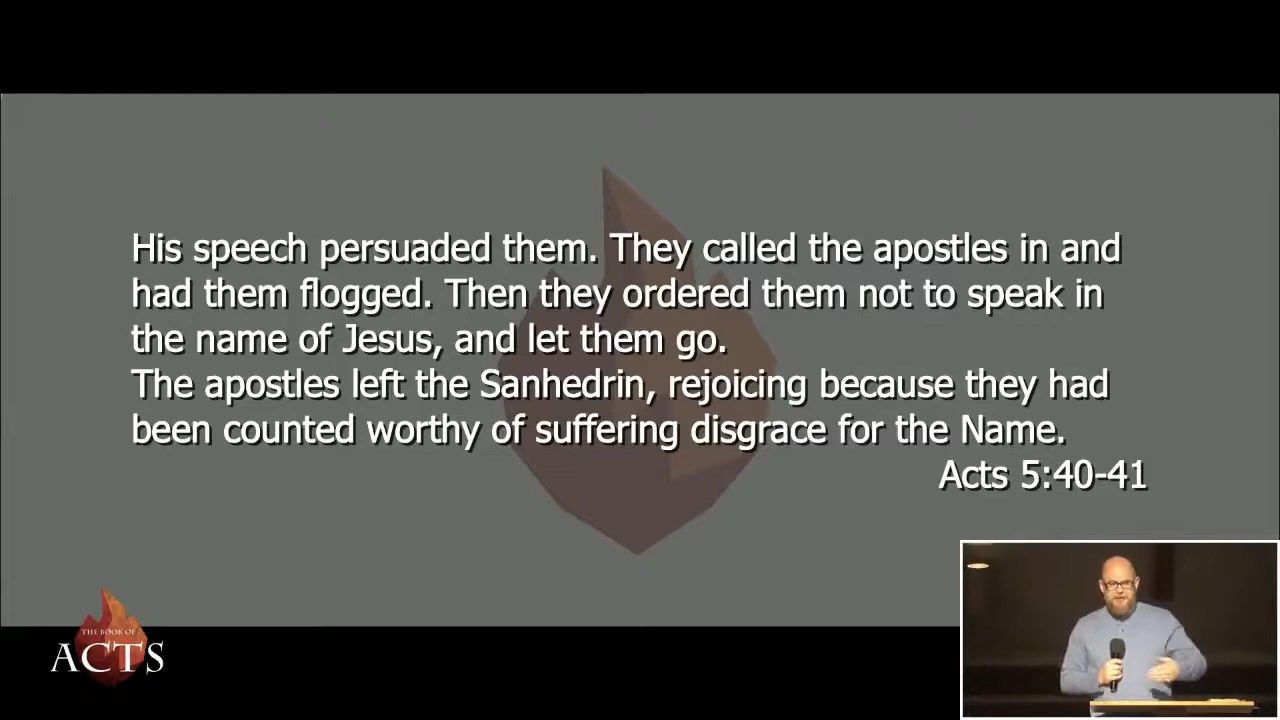 His speech persuaded them. They called the apostles in and
had them flogged. Then they ordered them not to speak in
the name of Jesus, and let them go.
The apostles left the Sanhedrin, rejoicing because they had
been counted worthy of suffering disgrace for the Name.
Acts 5:40-41
THE BOOK OF
ACTS